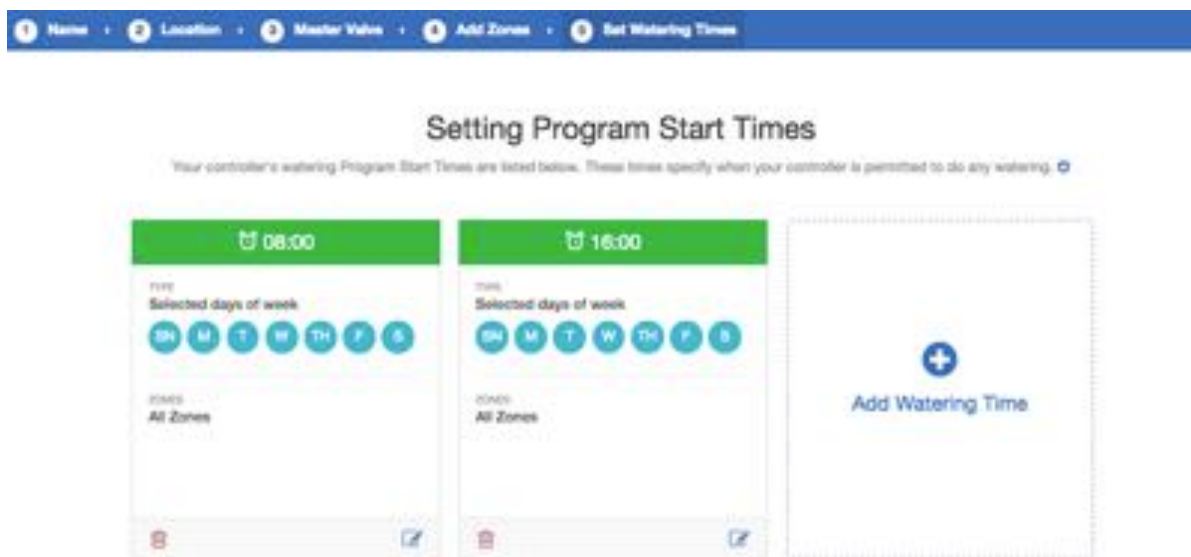 1 Name 2 Location 3 Master Valve 4 Add Zones 5 Set Watering Times
Setting Program Start Times
Your controller's watering Program Start Times are listed below. These times specify when your controller is permitted to do any watering.
08:00
TYPE
Selected days of week
SN M T W TH F S
ZONES
All Zones
16:00
TYPE
Selected days of week
SN M T W TH F S
ZONES
All Zones
Add Watering Time